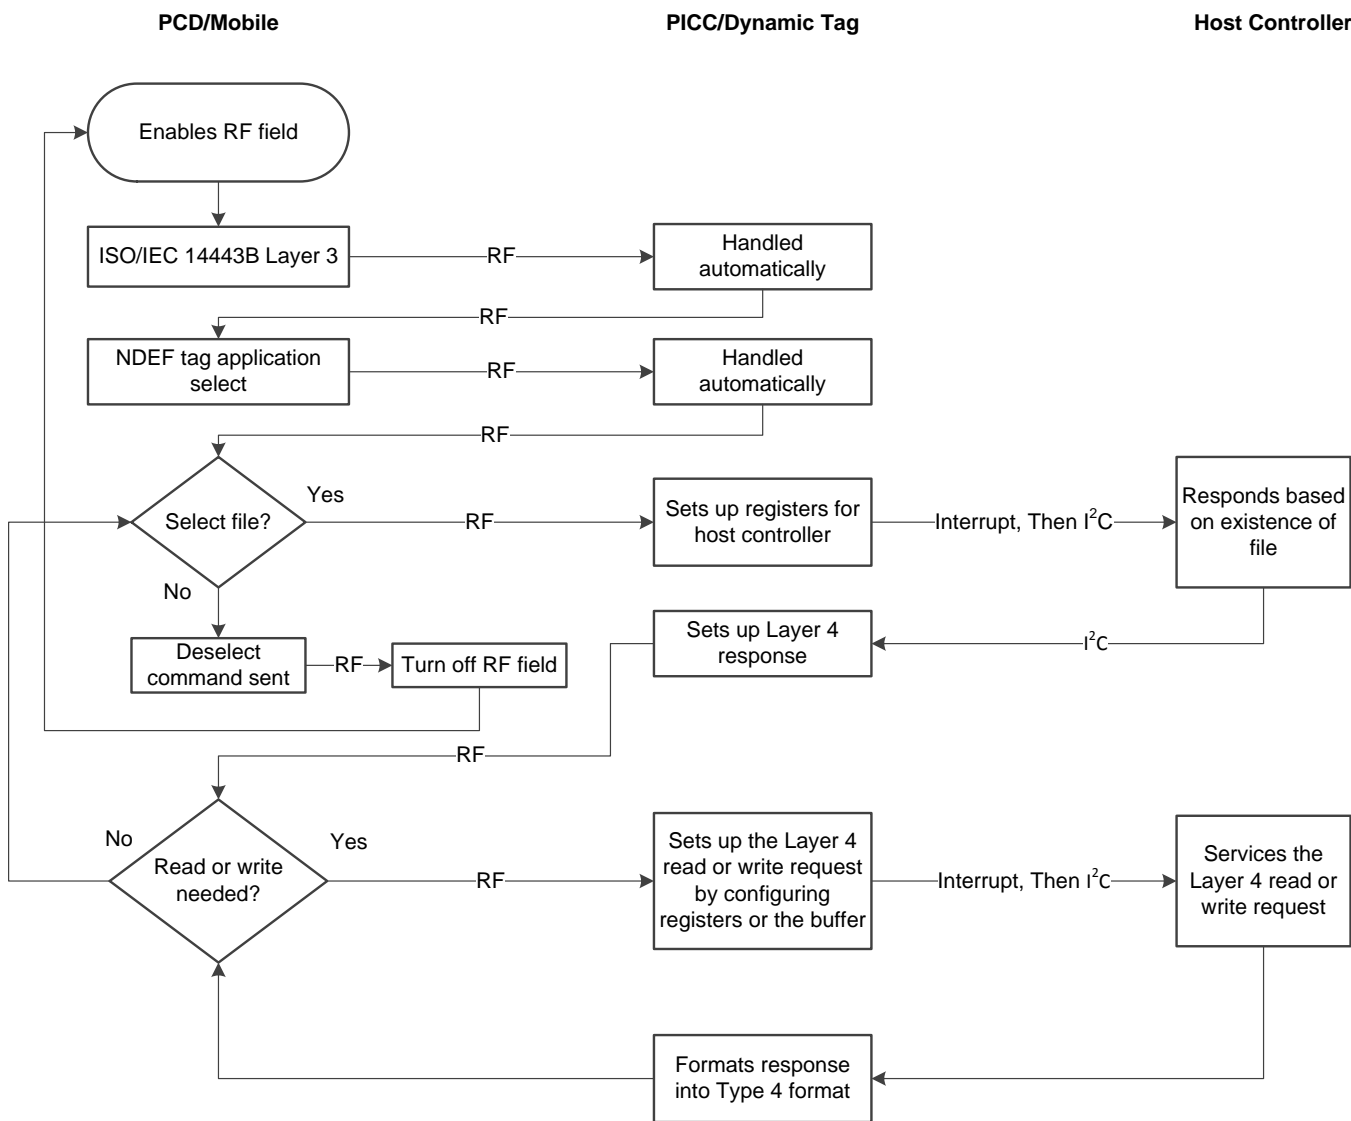 PCD/Mobile
PICC/Dynamic Tag
Host Controller
Enables RF field
ISO/IEC 14443B Layer 3
RF
Handled
automatically
RF
NDEF tag application
select
RF
Handled
automatically
RF
Select file?
Yes
RF
Sets up registers for
host controller
Interrupt, Then I²C
Responds based
on existence of
file
No
Deselect
command sent
RF
Turn off RF field
Sets up Layer 4
response
I²C
RF
No
Read or write
needed?
Yes
RF
Sets up the Layer 4
read or write request
by configuring
registers or the buffer
Interrupt, Then I²C
Services the
Layer 4 read or
write request
Formats response
into Type 4 format